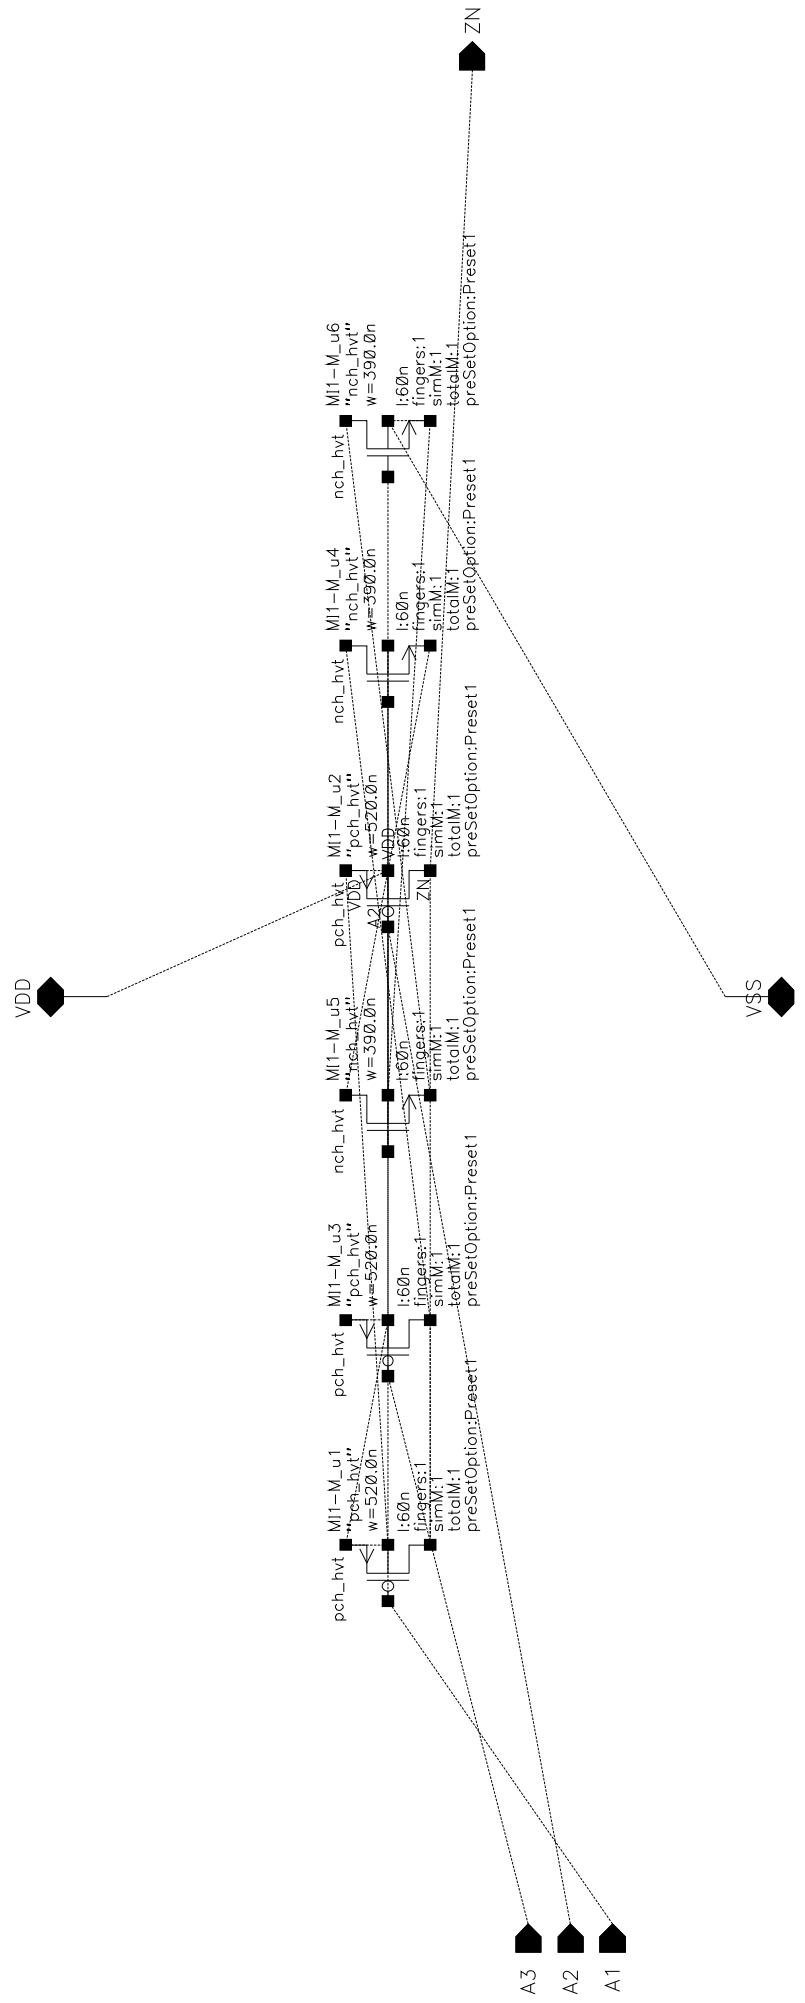 ZN
MI1-M_u6
"nch_hvt"
w=390.0n
l:60n
fingers:1
simM:1
totalM:1
preSetOption:Preset1
nch_hvt
MI1-M_u4
"nch_hvt"
w=390.0n
l:60n
fingers:1
simM:1
totalM:1
preSetOption:Preset1
nch_hvt
MI1-M_u2
"pch_hvt"
w=520.0n
l:60n
fingers:1
simM:1
totalM:1
preSetOption:Preset1
pch_hvt
VDD
VDD
A2
ZN
VDD
VSS
MI1-M_u5
"nch_hvt"
w=390.0n
l:60n
fingers:1
simM:1
totalM:1
preSetOption:Preset1
nch_hvt
MI1-M_u3
"pch_hvt"
w=520.0n
l:60n
fingers:1
simM:1
totalM:1
preSetOption:Preset1
pch_hvt
MI1-M_u1
"pch_hvt"
w=520.0n
l:60n
fingers:1
simM:1
totalM:1
preSetOption:Preset1
pch_hvt
A3
A2
A1